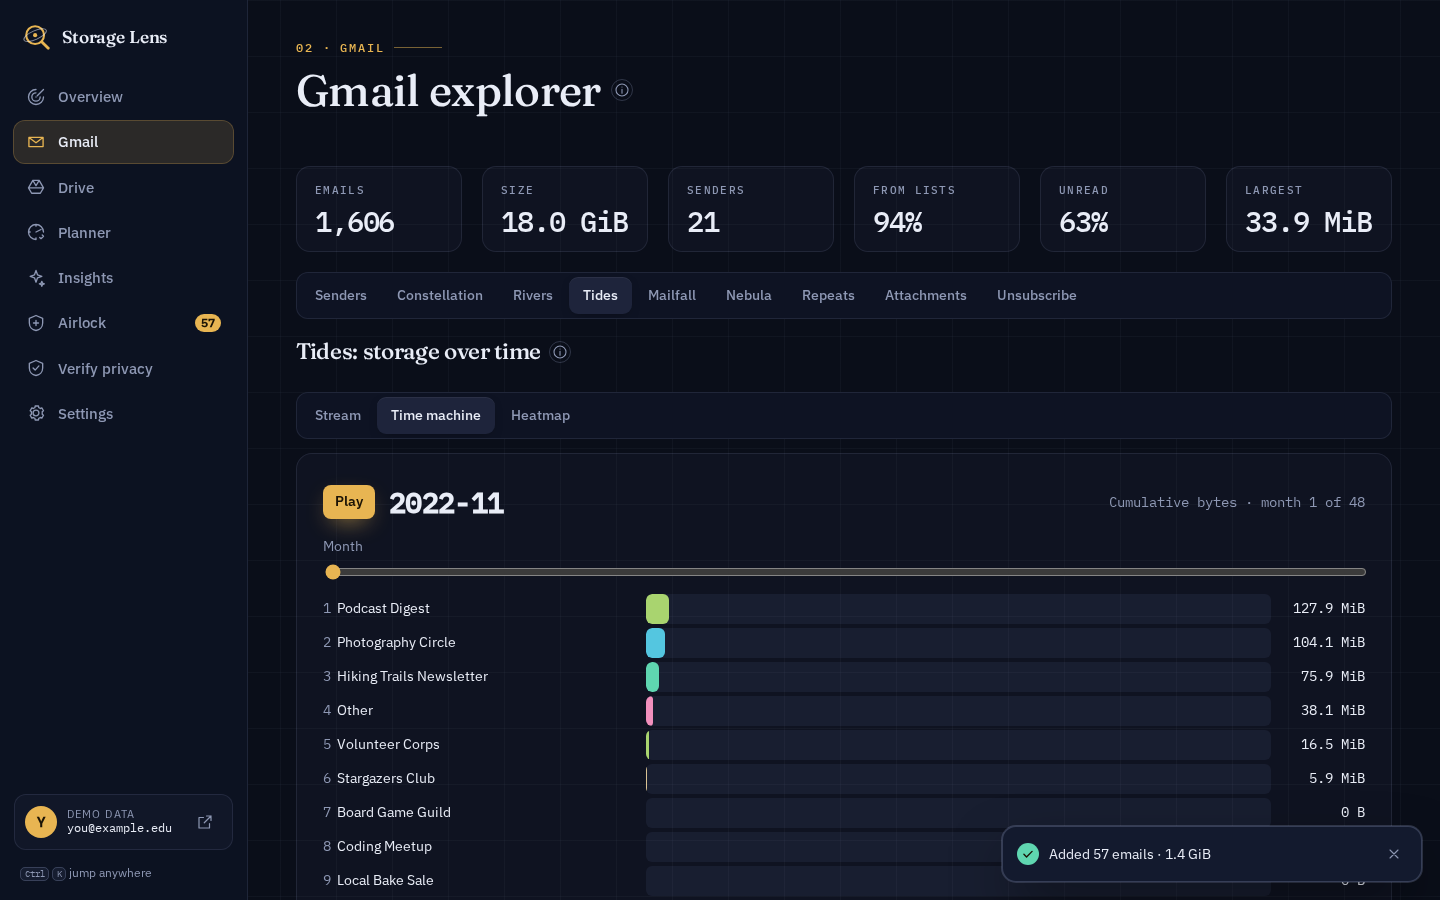 Storage Lens
Overview
Gmail
Drive
Planner
Insights
Airlock 57
Verify privacy
Settings
Y
DEMO DATA
you@example.edu
Ctrl K jump anywhere
02 · GMAIL
Gmail explorer
EMAILS
1,606
SIZE
18.0 GiB
SENDERS
21
FROM LISTS
94%
UNREAD
63%
LARGEST
33.9 MiB
Senders Constellation Rivers Tides Mailfall Nebula Repeats Attachments Unsubscribe
Tides: storage over time
Stream Time machine Heatmap
Play 2022-11 Cumulative bytes · month 1 of 48
Month
1 Podcast Digest 127.9 MiB
2 Photography Circle 104.1 MiB
3 Hiking Trails Newsletter 75.9 MiB
4 Other 38.1 MiB
5 Volunteer Corps 16.5 MiB
6 Stargazers Club 5.9 MiB
7 Board Game Guild 0 B
8 Coding Meetup
9 Local Bake Sale
Added 57 emails · 1.4 GiB